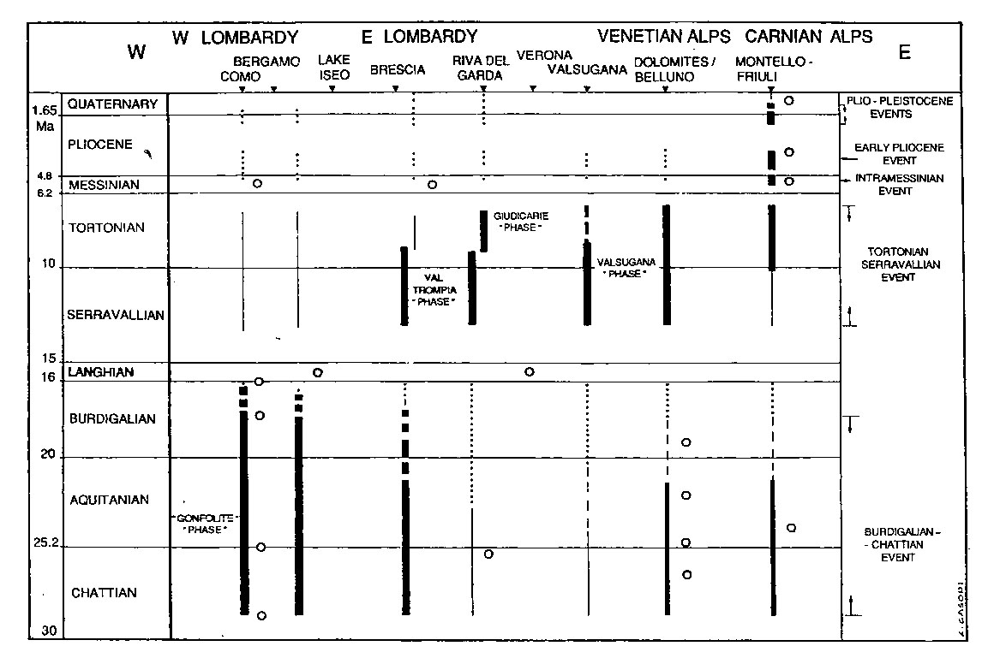 W LOMBARDY E LOMBARDY VENETIAN ALPS CARNIAN ALPS
W E
BERGAMO LAKE RIVA DEL VERONA DOLOMITES / MONTELLO -
COMO ISEO BRESCIA GARDA VALSUGANA BELLUNO FRIULI
QUATERNARY
1.65
Ma
PLIO - PLEISTOCENE
EVENTS
PLIOCENE
EARLY PLIOCENE
EVENT
4.8
MESSINIAN
6.2
INTRAMESSINIAN
EVENT
TORTONIAN
GIUDICARIE
"PHASE"
10
VAL
TROMPIA
"PHASE"
VALSUGANA
"PHASE"
TORTONIAN
SERRAVALLIAN
EVENT
SERRAVALLIAN
15
LANGHIAN
16
BURDIGALIAN
20
AQUITANIAN
GONFOLITE
"PHASE"
25.2
BURDIGALIAN -
- CHATTIAN
EVENT
CHATTIAN
30